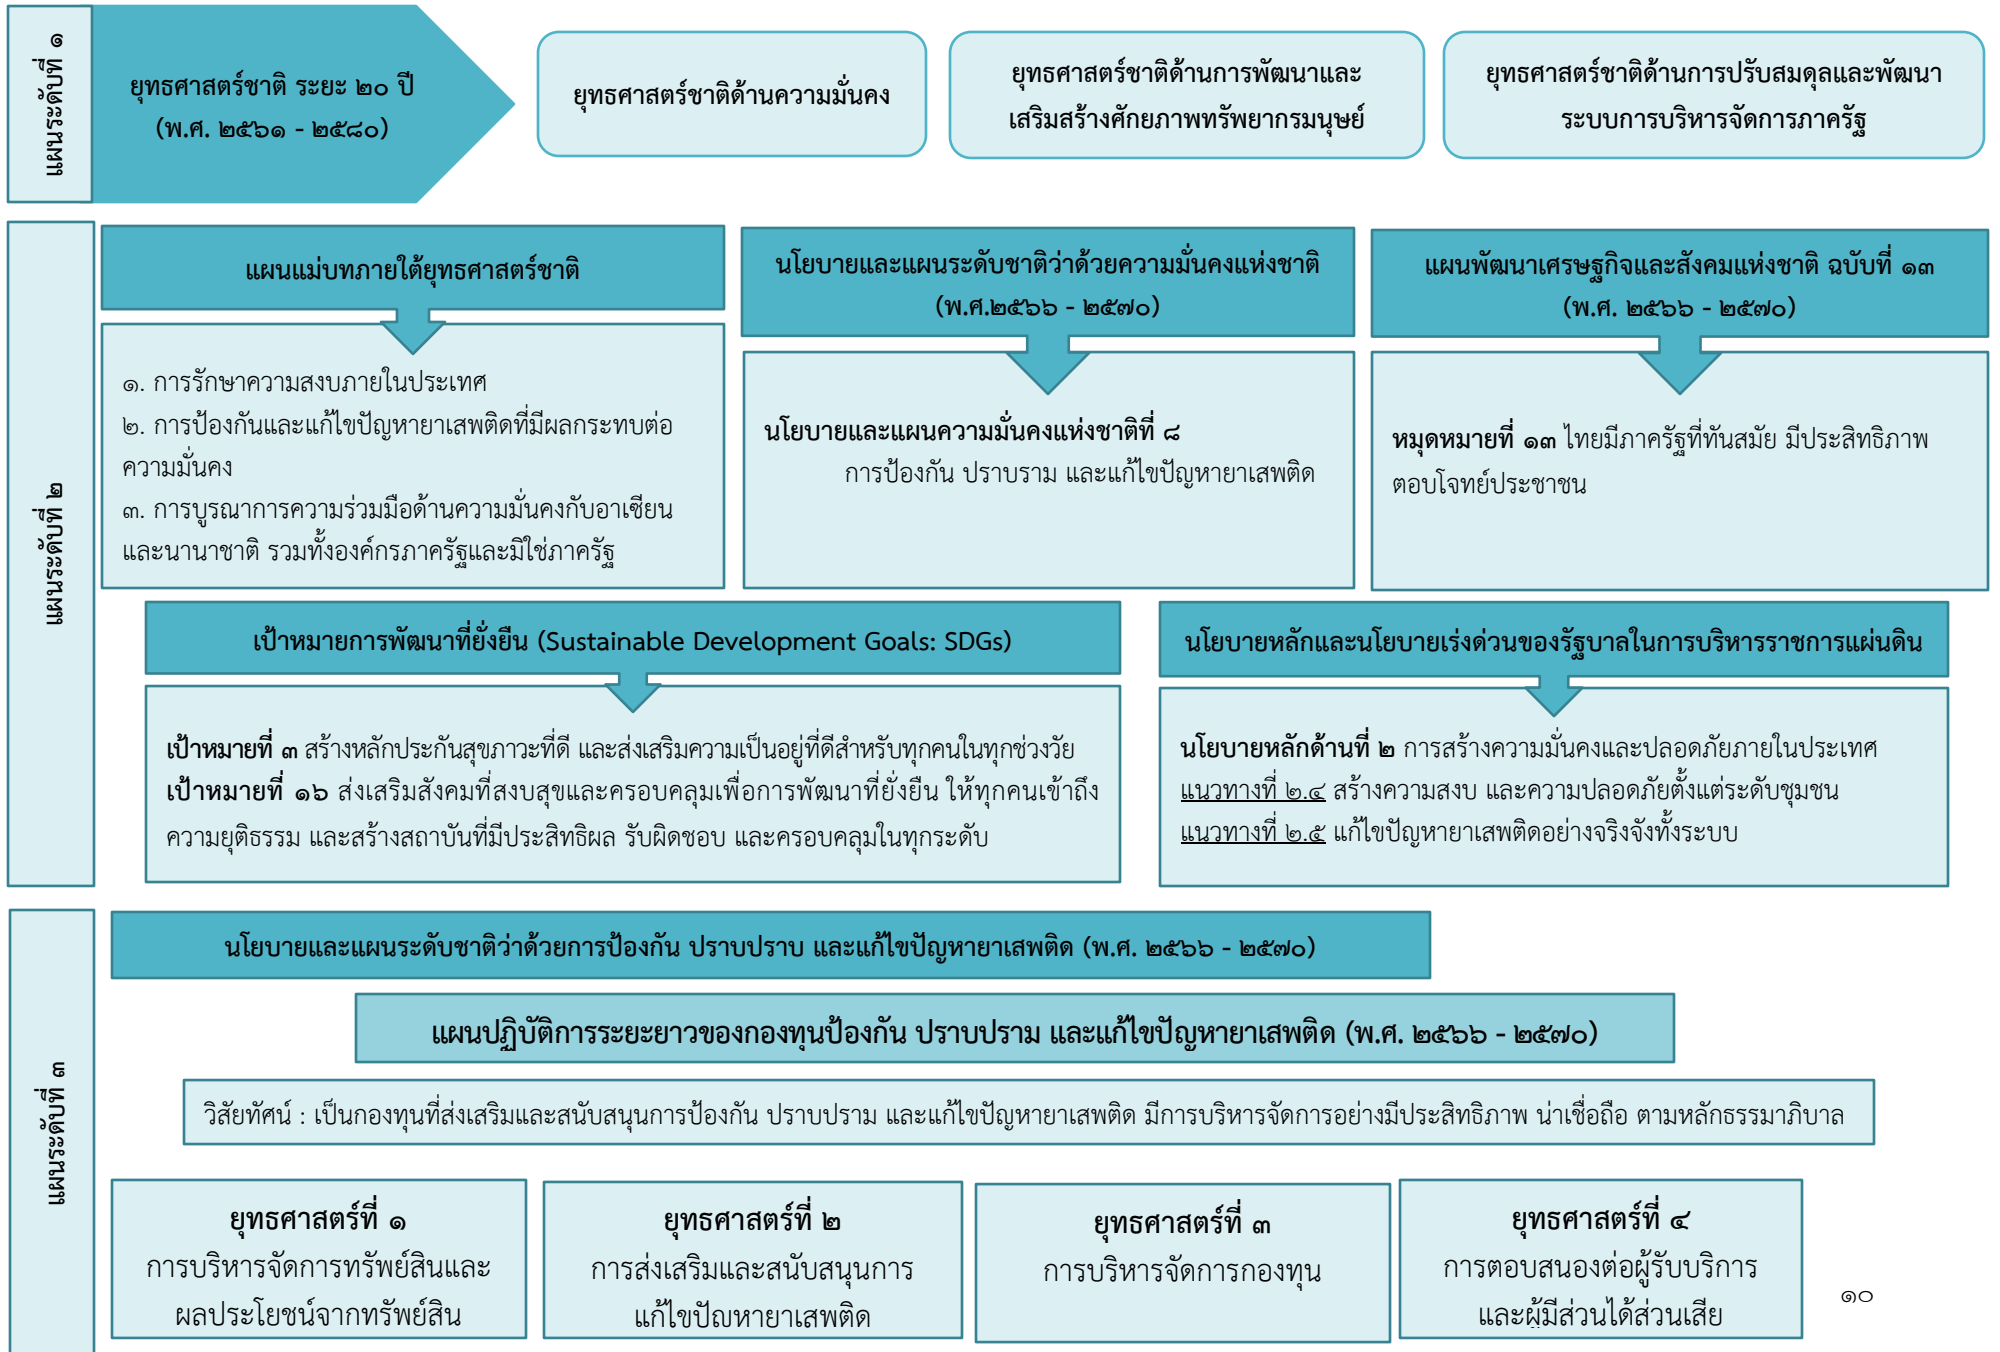 แผนระดับที่ ๑
ยุทธศาสตร์ชาติ ระยะ ๒๐ ปี
(พ.ศ. ๒๕๖๑ - ๒๕๘๐)
ยุทธศาสตร์ชาติด้านความมั่นคง
ยุทธศาสตร์ชาติด้านการพัฒนาและ
เสริมสร้างศักยภาพทรัพยากรมนุษย์
ยุทธศาสตร์ชาติด้านการปรับสมดุลและพัฒนา
ระบบการบริหารจัดการภาครัฐ
แผนระดับที่ ๒
แผนแม่บทภายใต้ยุทธศาสตร์ชาติ
๑. การรักษาความสงบภายในประเทศ
๒. การป้องกันและแก้ไขปัญหายาเสพติดที่มีผลกระทบต่อ
ความมั่นคง
๓. การบูรณาการความร่วมมือด้านความมั่นคงกับอาเซียน
และนานาชาติ รวมทั้งองค์กรภาครัฐและมิใช่ภาครัฐ
นโยบายและแผนระดับชาติว่าด้วยความมั่นคงแห่งชาติ
(พ.ศ.๒๕๖๖ - ๒๕๗๐)
นโยบายและแผนความมั่นคงแห่งชาติที่ ๘
การป้องกัน ปราบราม และแก้ไขปัญหายาเสพติด
แผนพัฒนาเศรษฐกิจและสังคมแห่งชาติ ฉบับที่ ๑๓
(พ.ศ. ๒๕๖๖ - ๒๕๗๐)
หมุดหมายที่ ๑๓ ไทยมีภาครัฐที่ทันสมัย มีประสิทธิภาพ
ตอบโจทย์ประชาชน
เป้าหมายการพัฒนาที่ยั่งยืน (Sustainable Development Goals: SDGs)
เป้าหมายที่ ๓ สร้างหลักประกันสุขภาวะที่ดี และส่งเสริมความเป็นอยู่ที่ดีสำหรับทุกคนในทุกช่วงวัย
เป้าหมายที่ ๑๖ ส่งเสริมสังคมที่สงบสุขและครอบคลุมเพื่อการพัฒนาที่ยั่งยืน ให้ทุกคนเข้าถึง
ความยุติธรรม และสร้างสถาบันที่มีประสิทธิผล รับผิดชอบ และครอบคลุมในทุกระดับ
นโยบายหลักและนโยบายเร่งด่วนของรัฐบาลในการบริหารราชการแผ่นดิน
นโยบายหลักด้านที่ ๒ การสร้างความมั่นคงและปลอดภัยภายในประเทศ
แนวทางที่ ๒.๔ สร้างความสงบ และความปลอดภัยตั้งแต่ระดับชุมชน
แนวทางที่ ๒.๕ แก้ไขปัญหายาเสพติดอย่างจริงจังทั้งระบบ
แผนระดับที่ ๓
นโยบายและแผนระดับชาติว่าด้วยการป้องกัน ปราบปราบ และแก้ไขปัญหายาเสพติด (พ.ศ. ๒๕๖๖ - ๒๕๗๐)
แผนปฏิบัติการระยะยาวของกองทุนป้องกัน ปราบปราม และแก้ไขปัญหายาเสพติด (พ.ศ. ๒๕๖๖ - ๒๕๗๐)
วิสัยทัศน์ : เป็นกองทุนที่ส่งเสริมและสนับสนุนการป้องกัน ปราบปราม และแก้ไขปัญหายาเสพติด มีการบริหารจัดการอย่างมีประสิทธิภาพ น่าเชื่อถือ ตามหลักธรรมาภิบาล
ยุทธศาสตร์ที่ ๑
การบริหารจัดการทรัพย์สินและ
ผลประโยชน์จากทรัพย์สิน
ยุทธศาสตร์ที่ ๒
การส่งเสริมและสนับสนุนการ
แก้ไขปัญหายาเสพติด
ยุทธศาสตร์ที่ ๓
การบริหารจัดการกองทุน
ยุทธศาสตร์ที่ ๔
การตอบสนองต่อผู้รับบริการ
และผู้มีส่วนได้ส่วนเสีย
๑๐